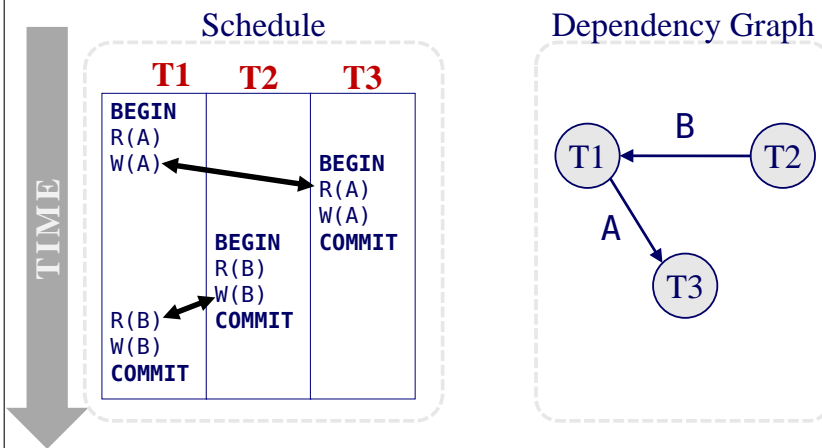 Schedule
Dependency Graph
TIME
T1 T2 T3
BEGIN
R(A)
W(A)
BEGIN
R(A)
W(A)
COMMIT
BEGIN
R(B)
W(B)
COMMIT
R(B)
W(B)
COMMIT
B
T1
T2
A
T3